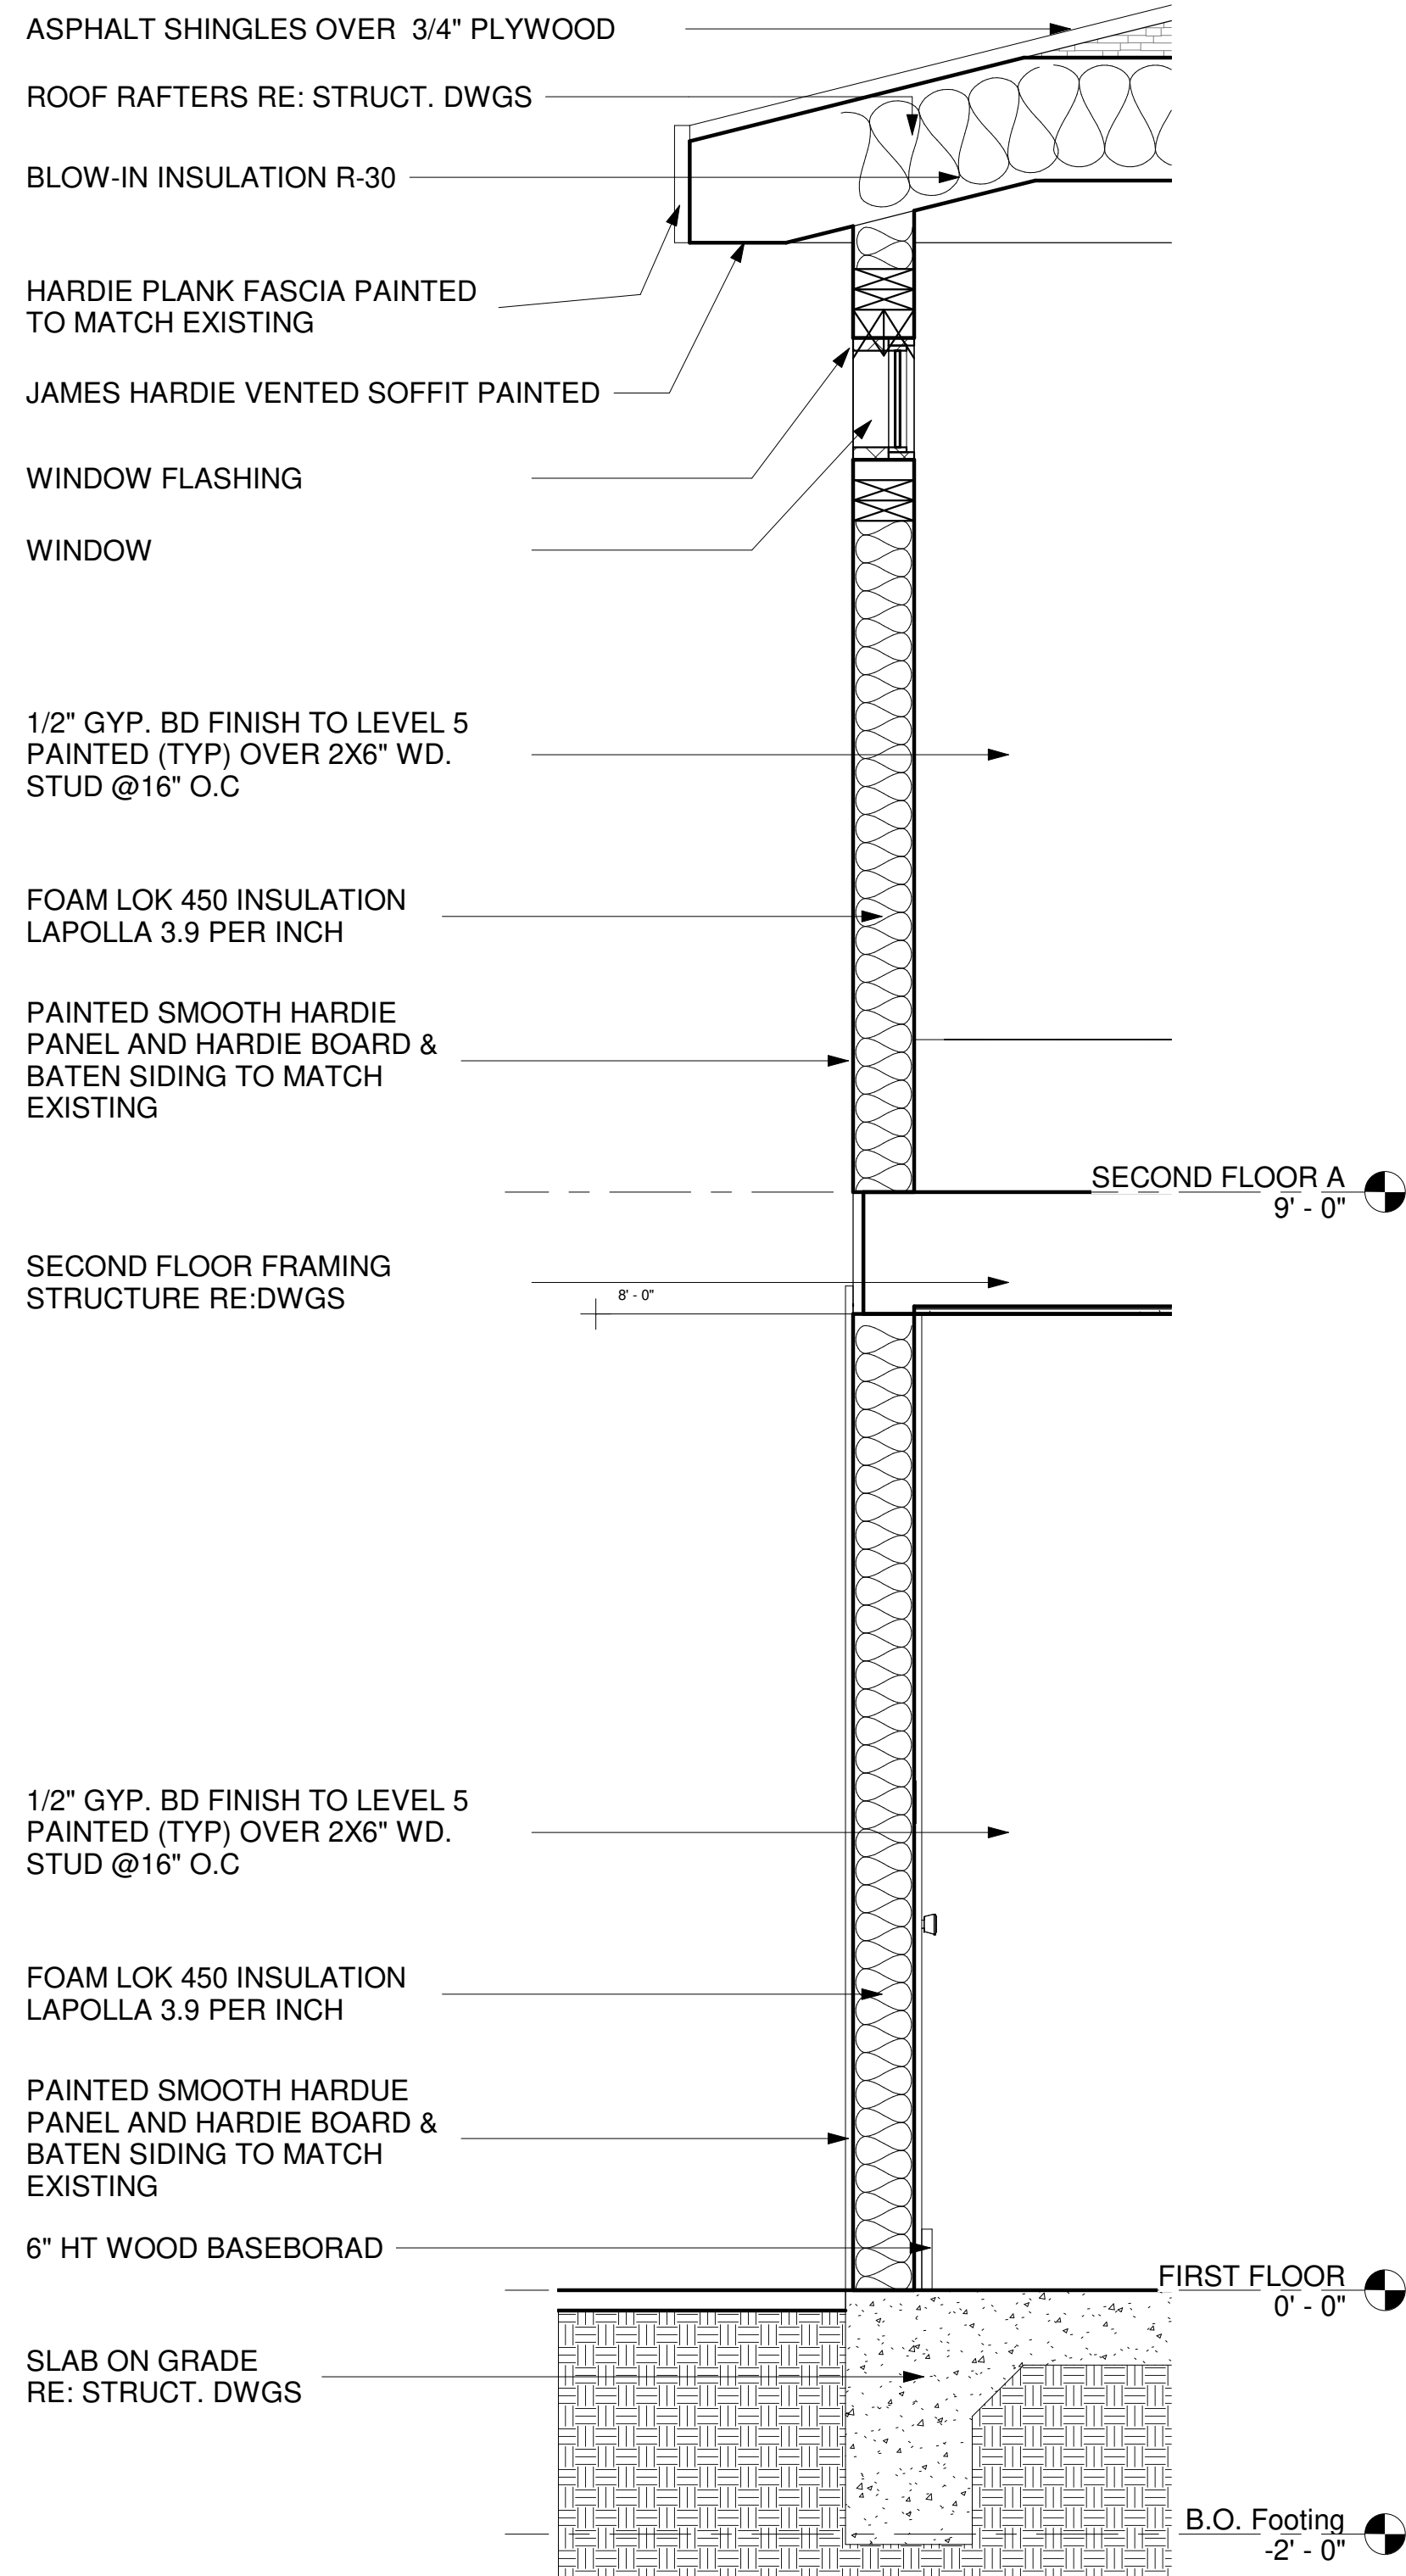 ASPHALT SHINGLES OVER 3/4" PLYWOOD
ROOF RAFTERS RE: STRUCT. DWGS
BLOW-IN INSULATION R-30
HARDIE PLANK FASCIA PAINTED
TO MATCH EXISTING
JAMES HARDIE VENTED SOFFIT PAINTED
WINDOW FLASHING
WINDOW
1/2" GYP. BD FINISH TO LEVEL 5
PAINTED (TYP) OVER 2X6" WD.
STUD @16" O.C
FOAM LOK 450 INSULATION
LAPOLLA 3.9 PER INCH
PAINTED SMOOTH HARDIE
PANEL AND HARDIE BOARD &
BATEN SIDING TO MATCH
EXISTING
SECOND FLOOR A
9' - 0"
SECOND FLOOR FRAMING
STRUCTURE RE:DWGS
8' - 0"
1/2" GYP. BD FINISH TO LEVEL 5
PAINTED (TYP) OVER 2X6" WD.
STUD @16" O.C
FOAM LOK 450 INSULATION
LAPOLLA 3.9 PER INCH
PAINTED SMOOTH HARDUE
PANEL AND HARDIE BOARD &
BATEN SIDING TO MATCH
EXISTING
6" HT WOOD BASEBORAD
FIRST FLOOR
0' - 0"
SLAB ON GRADE
RE: STRUCT. DWGS
B.O. Footing
-2' - 0"